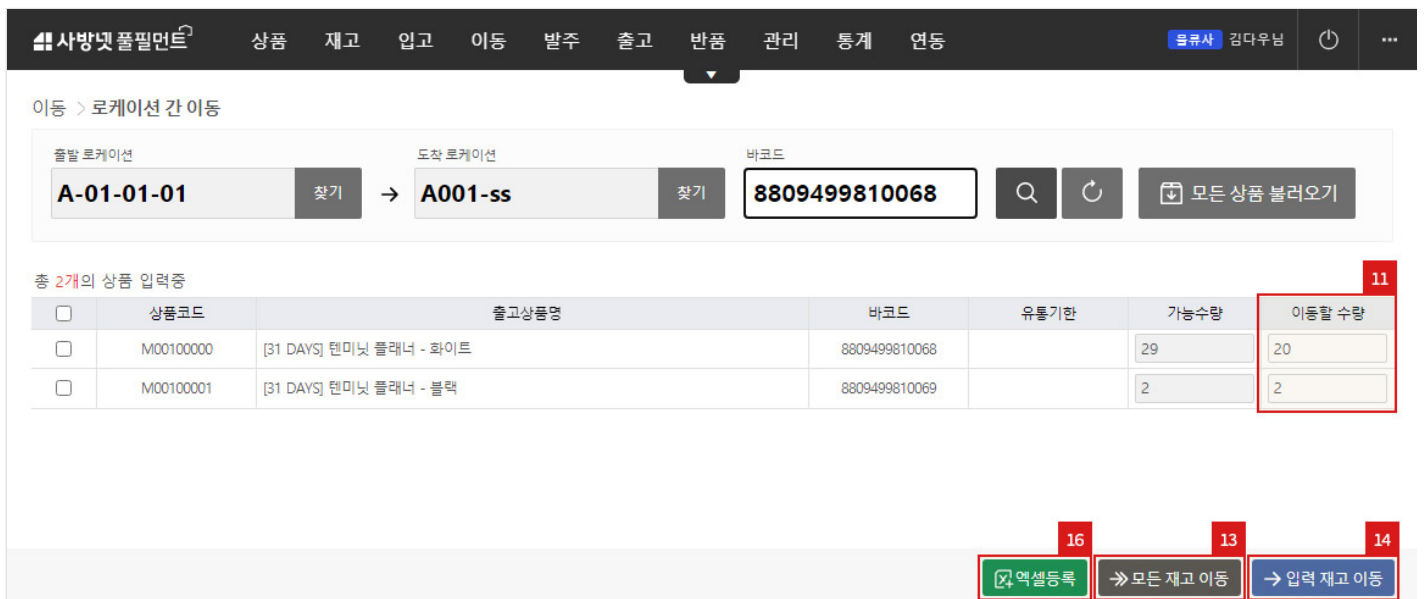 사방넷 풀필먼트 상품 재고 입고 이동 발주 출고 반품 관리 통계 연동 물류사 김다우님 ...
▼
이동 > 로케이션 간 이동
출발 로케이션 도착 로케이션 바코드
A-01-01-01 찾기 → A001-ss 찾기 8809499810068 모든 상품 불러오기
총 2개의 상품 입력중 11
상품코드 출고상품명 바코드 유통기한 가능수량 이동할 수량
M00100000 [31 DAYS] 텐미닛 플래너 - 화이트 8809499810068 29 20
M00100001 [31 DAYS] 텐미닛 플래너 - 블랙 8809499810069 2 2
16 13 14
엑셀등록 모든 재고 이동 → 입력 재고 이동